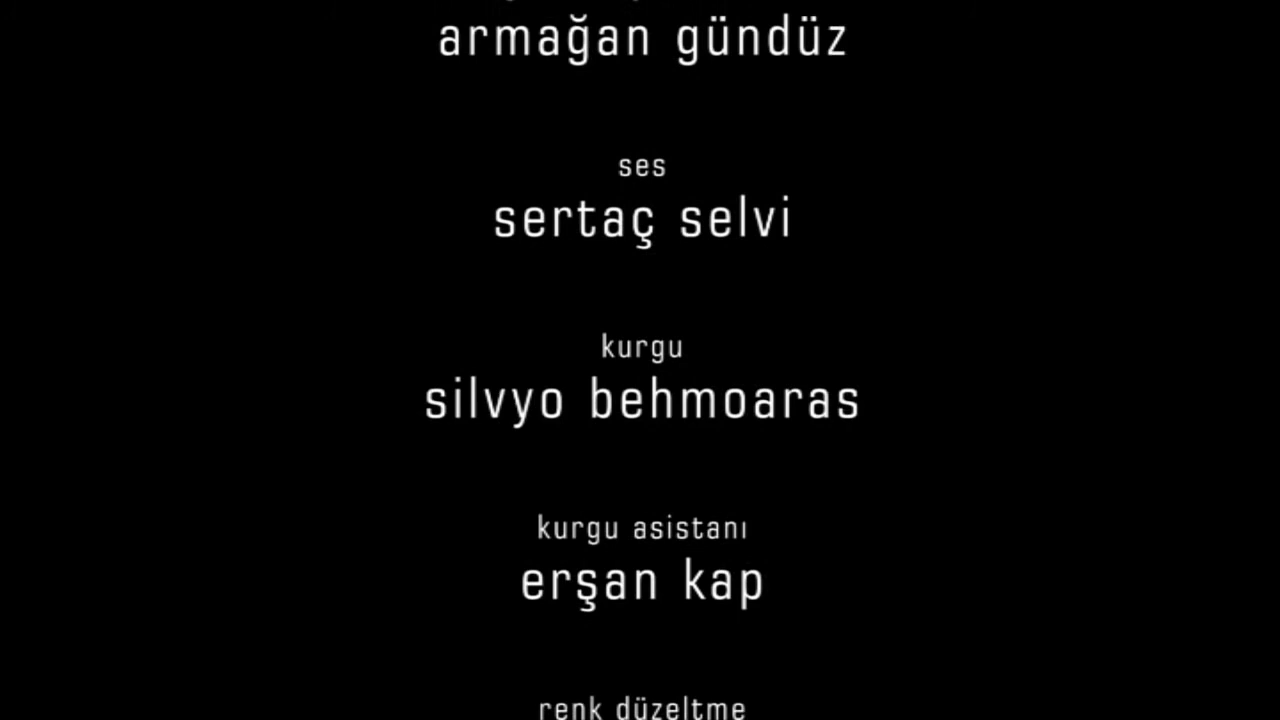 armağan gündüz
ses
sertaç selvi
kurgu
silvyo behmoaras
kurgu asistanı
erşan kap
renk düzeltme